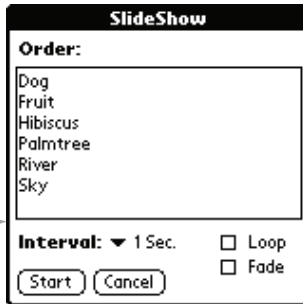 SlideShow
Order:
Dog
Fruit
Hibiscus
Palmtree
River
Sky
Interval: 1 Sec.
Loop
Fade
Start Cancel